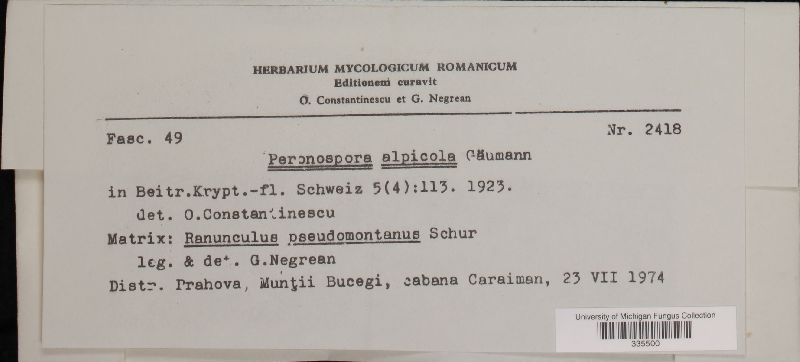 HERBARIUM MYCOLOGICUM ROMANICUM
Editionem curavit
O. Constantinescu et G. Negrean
Fasc. 49
Nr. 2418
Peronospora alpicola Gäumann
in Beitr.Krypt.-fl. Schweiz 5(4):113. 1923.
det. O.Constantinescu
Matrix: Ranunculus pseudomontanus Schur
leg. & det. G.Negrean
Distr. Prahova, Munţii Bucegi, cabana Caraiman, 23 VII 1974
University of Michigan Fungus Collection
335500